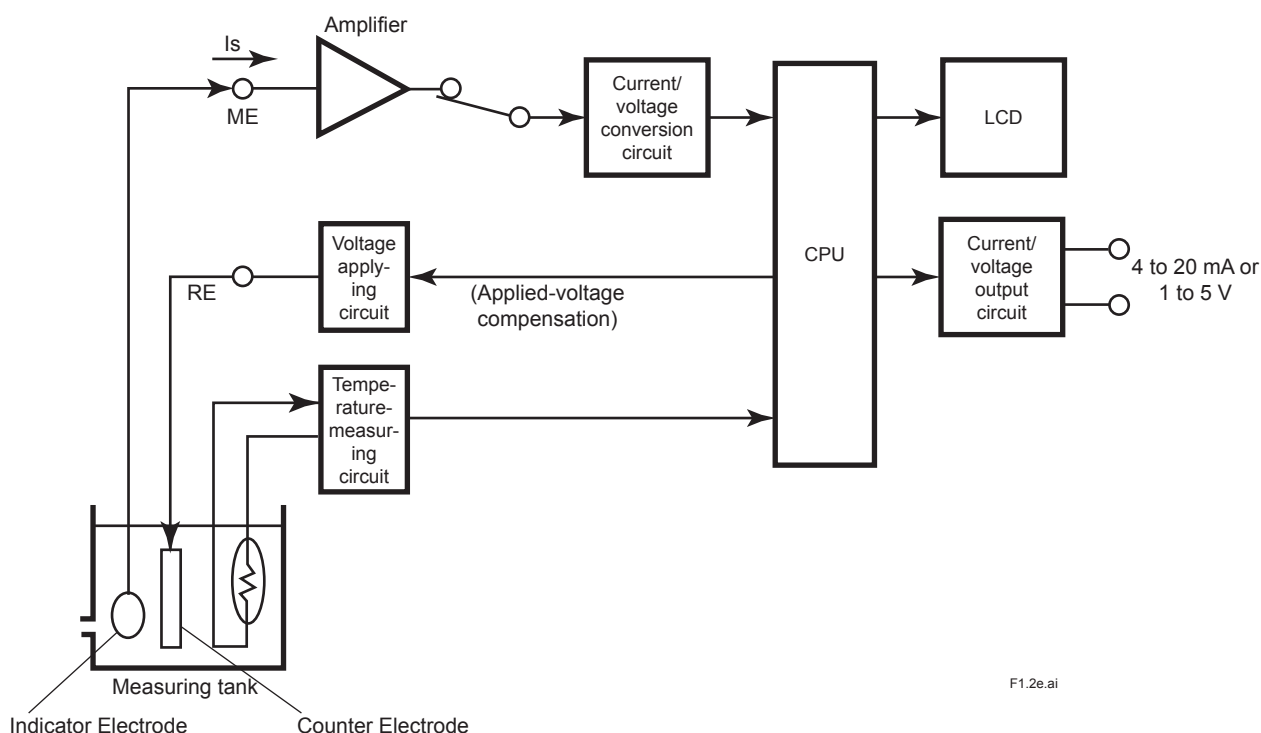 Amplifier
Is
ME
Current/
voltage
conversion
circuit
LCD
CPU
Voltage
apply-
ing
circuit
RE
(Applied-voltage
compensation)
Current/
voltage
output
circuit
4 to 20 mA or
1 to 5 V
Tempe-
rature-
measur-
ing
circuit
Measuring tank
Indicator Electrode
Counter Electrode
F1.2e.ai